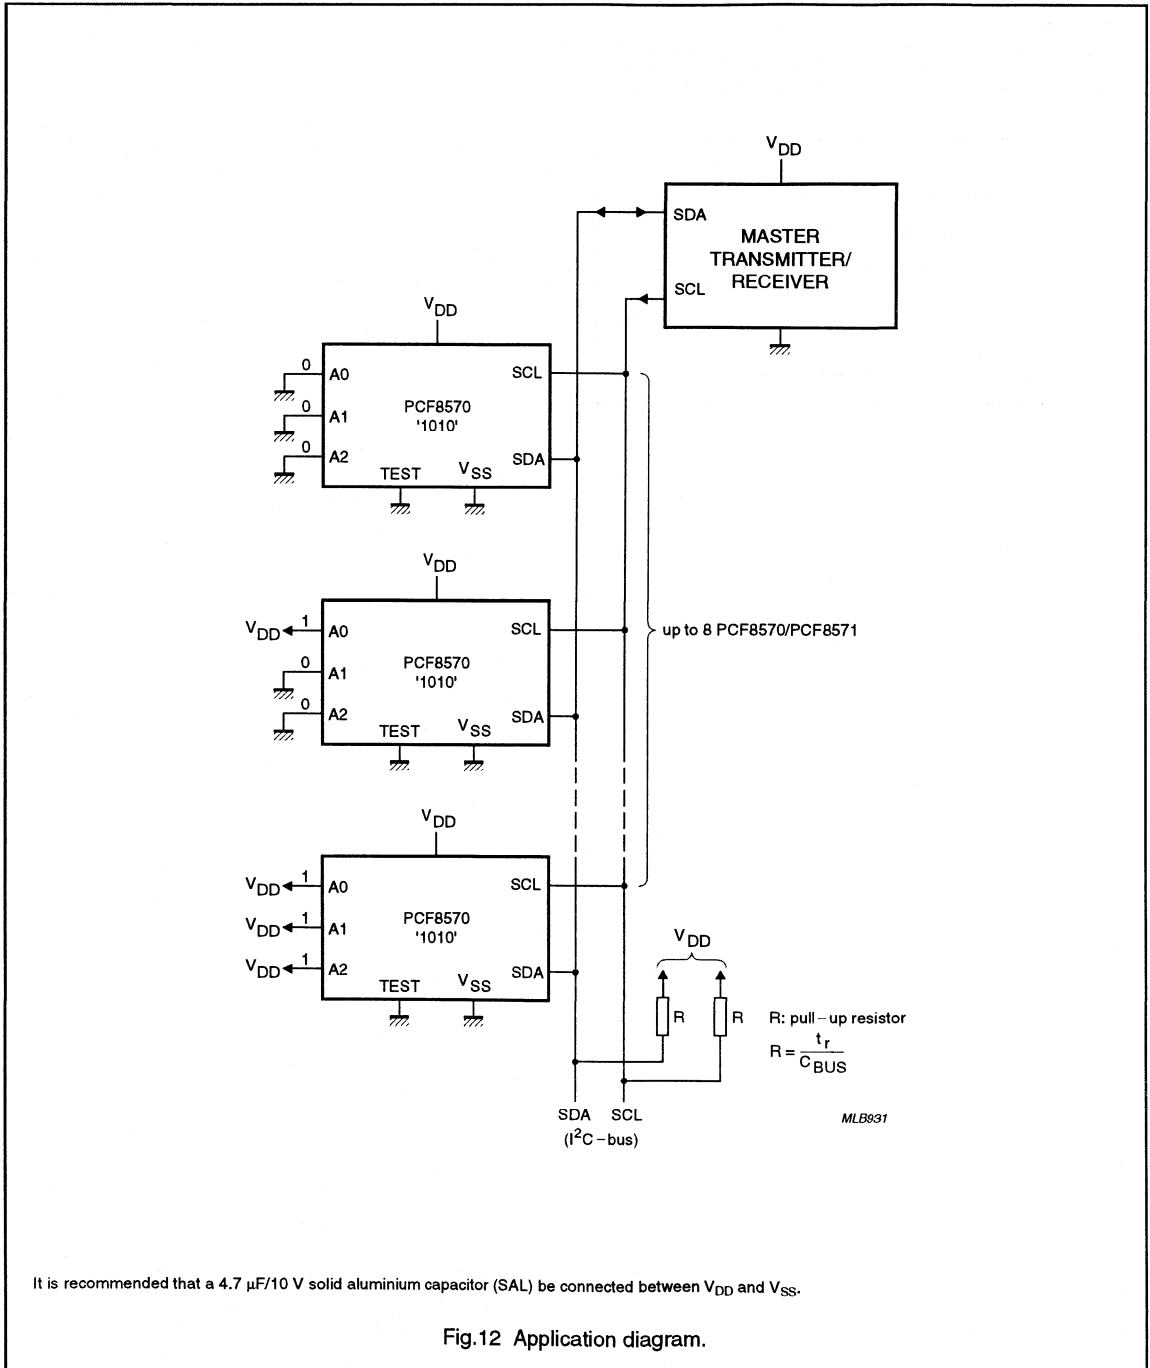 VDD
SDA
MASTER
TRANSMITTER/
RECEIVER
SCL
VDD
0 A0
SCL
PCF8570
'1010'
0 A1
0 A2
SDA
TEST VSS
VDD
VDD 1 A0
SCL
up to 8 PCF8570/PCF8571
PCF8570
'1010'
0 A1
0 A2
SDA
TEST VSS
VDD
VDD 1 A0
SCL
PCF8570
'1010'
VDD 1 A1
VDD 1 A2
SDA
TEST VSS
VDD
R R
R: pull-up resistor
R = tr
CBUS
SDA SCL
(I²C-bus)
MLB931
It is recommended that a 4.7 μF/10 V solid aluminium capacitor (SAL) be connected between VDD and VSS.
Fig.12 Application diagram.